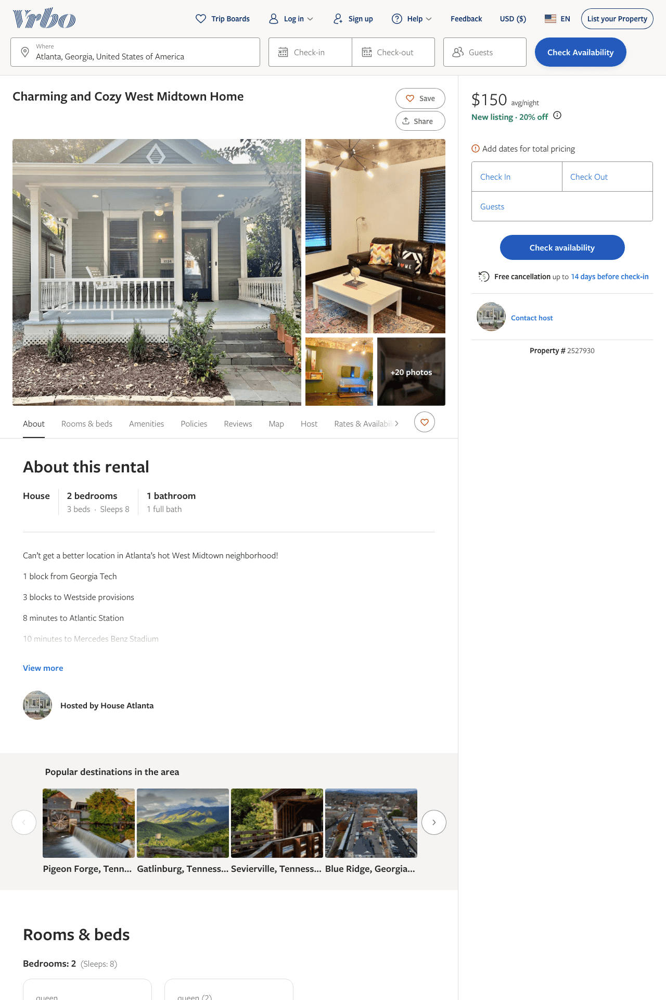 Vrbo
Trip Boards
Log in
Sign up
Help
Feedback
USD ($)
EN
List your Property
Where
Atlanta, Georgia, United States of America
Check-in
Check-out
Guests
Check Availability
Charming and Cozy West Midtown Home
Save
Share
1024
HOME
+20 photos
$150 avg/night
New listing · 20% off
Add dates for total pricing
Check In
Check Out
Guests
Check availability
Free cancellation up to 14 days before check-in
Contact host
Property # 2527930
About
Rooms & beds
Amenities
Policies
Reviews
Map
Host
Rates & Availabili
About this rental
House
2 bedrooms
3 beds · Sleeps 8
1 bathroom
1 full bath
Can't get a better location in Atlanta's hot West Midtown neighborhood!
1 block from Georgia Tech
3 blocks to Westside provisions
8 minutes to Atlantic Station
10 minutes to Mercedes Benz Stadium
View more
Hosted by House Atlanta
Popular destinations in the area
Pigeon Forge, Tenn...
Gatlinburg, Tenness...
Sevierville, Tenness...
Blue Ridge, Georgia...
Rooms & beds
Bedrooms: 2 (Sleeps: 8)
queen
queen (2)